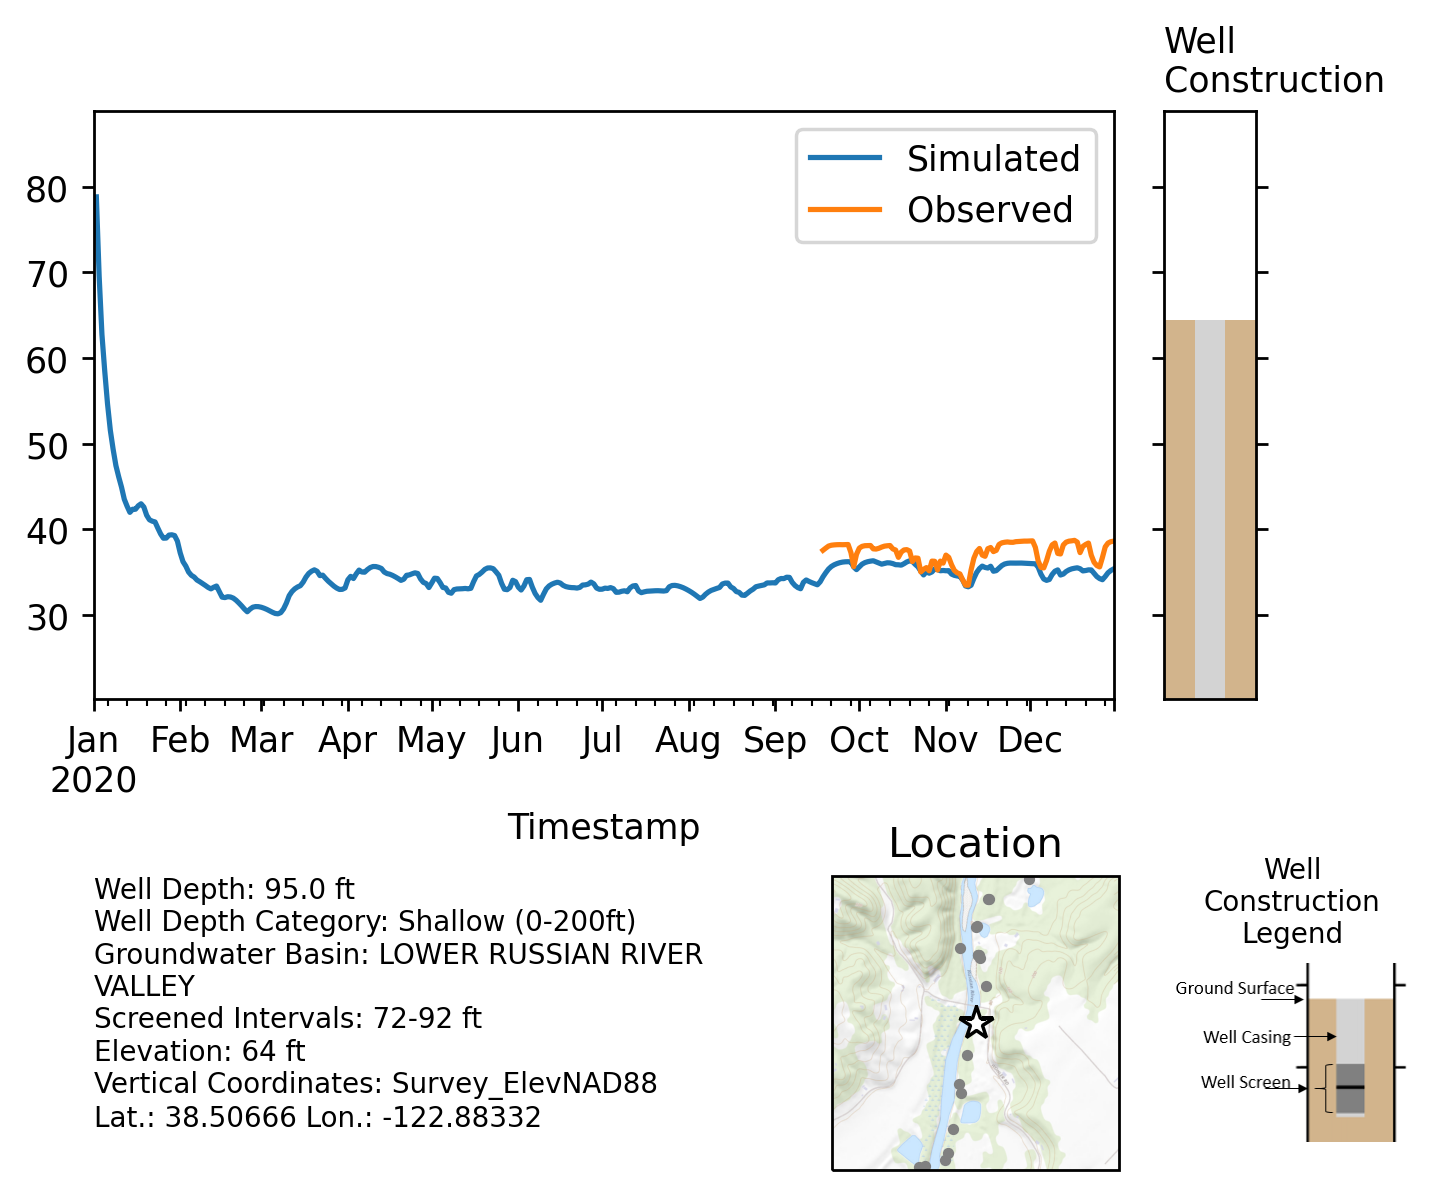 Well
Construction
Simulated
Observed
80
70
60
50
40
30
Jan Feb Mar Apr May Jun Jul Aug Sep Oct Nov Dec
2020
Timestamp
Well Depth: 95.0 ft
Well Depth Category: Shallow (0-200ft)
Groundwater Basin: LOWER RUSSIAN RIVER
VALLEY
Screened Intervals: 72-92 ft
Elevation: 64 ft
Vertical Coordinates: Survey_ElevNAD88
Lat.: 38.50666 Lon.: -122.88332
Location
Well
Construction
Legend
Ground Surface
Well Casing
Well Screen